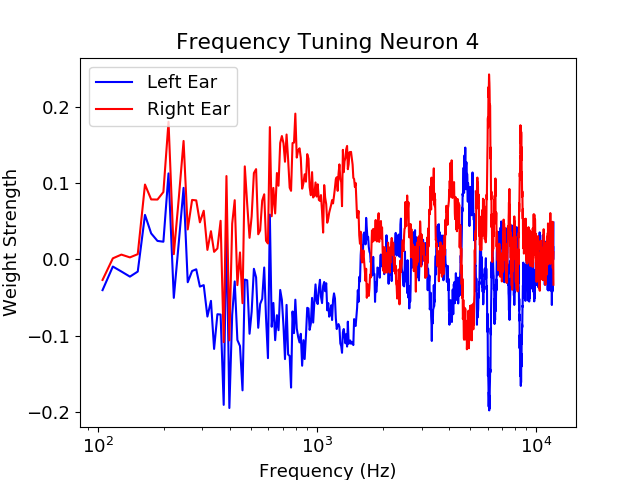 Frequency Tuning Neuron 4
Left Ear
Right Ear
Weight Strength
0.2
0.1
0.0
−0.1
−0.2
10²
10³
10⁴
Frequency (Hz)